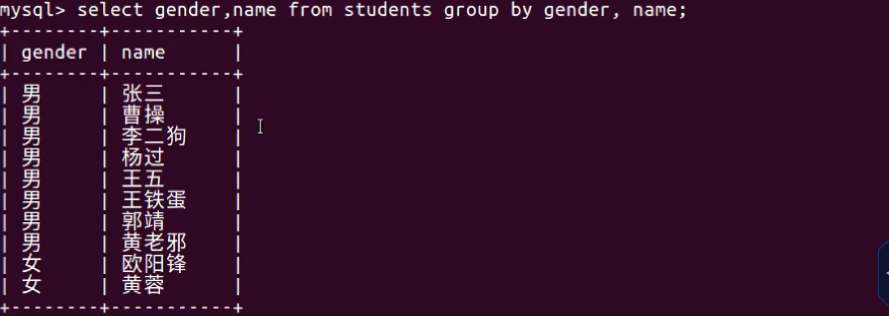 mysql> select gender,name from students group by gender, name;
+--------+-----------+
| gender | name      |
+--------+-----------+
| 男     | 张三      |
| 男     | 曹操      |
| 男     | 李二狗    |
| 男     | 杨过      |
| 男     | 王五      |
| 男     | 王铁蛋    |
| 男     | 郭靖      |
| 男     | 黄老邪    |
| 女     | 欧阳锋    |
| 女     | 黄蓉      |
+--------+-----------+